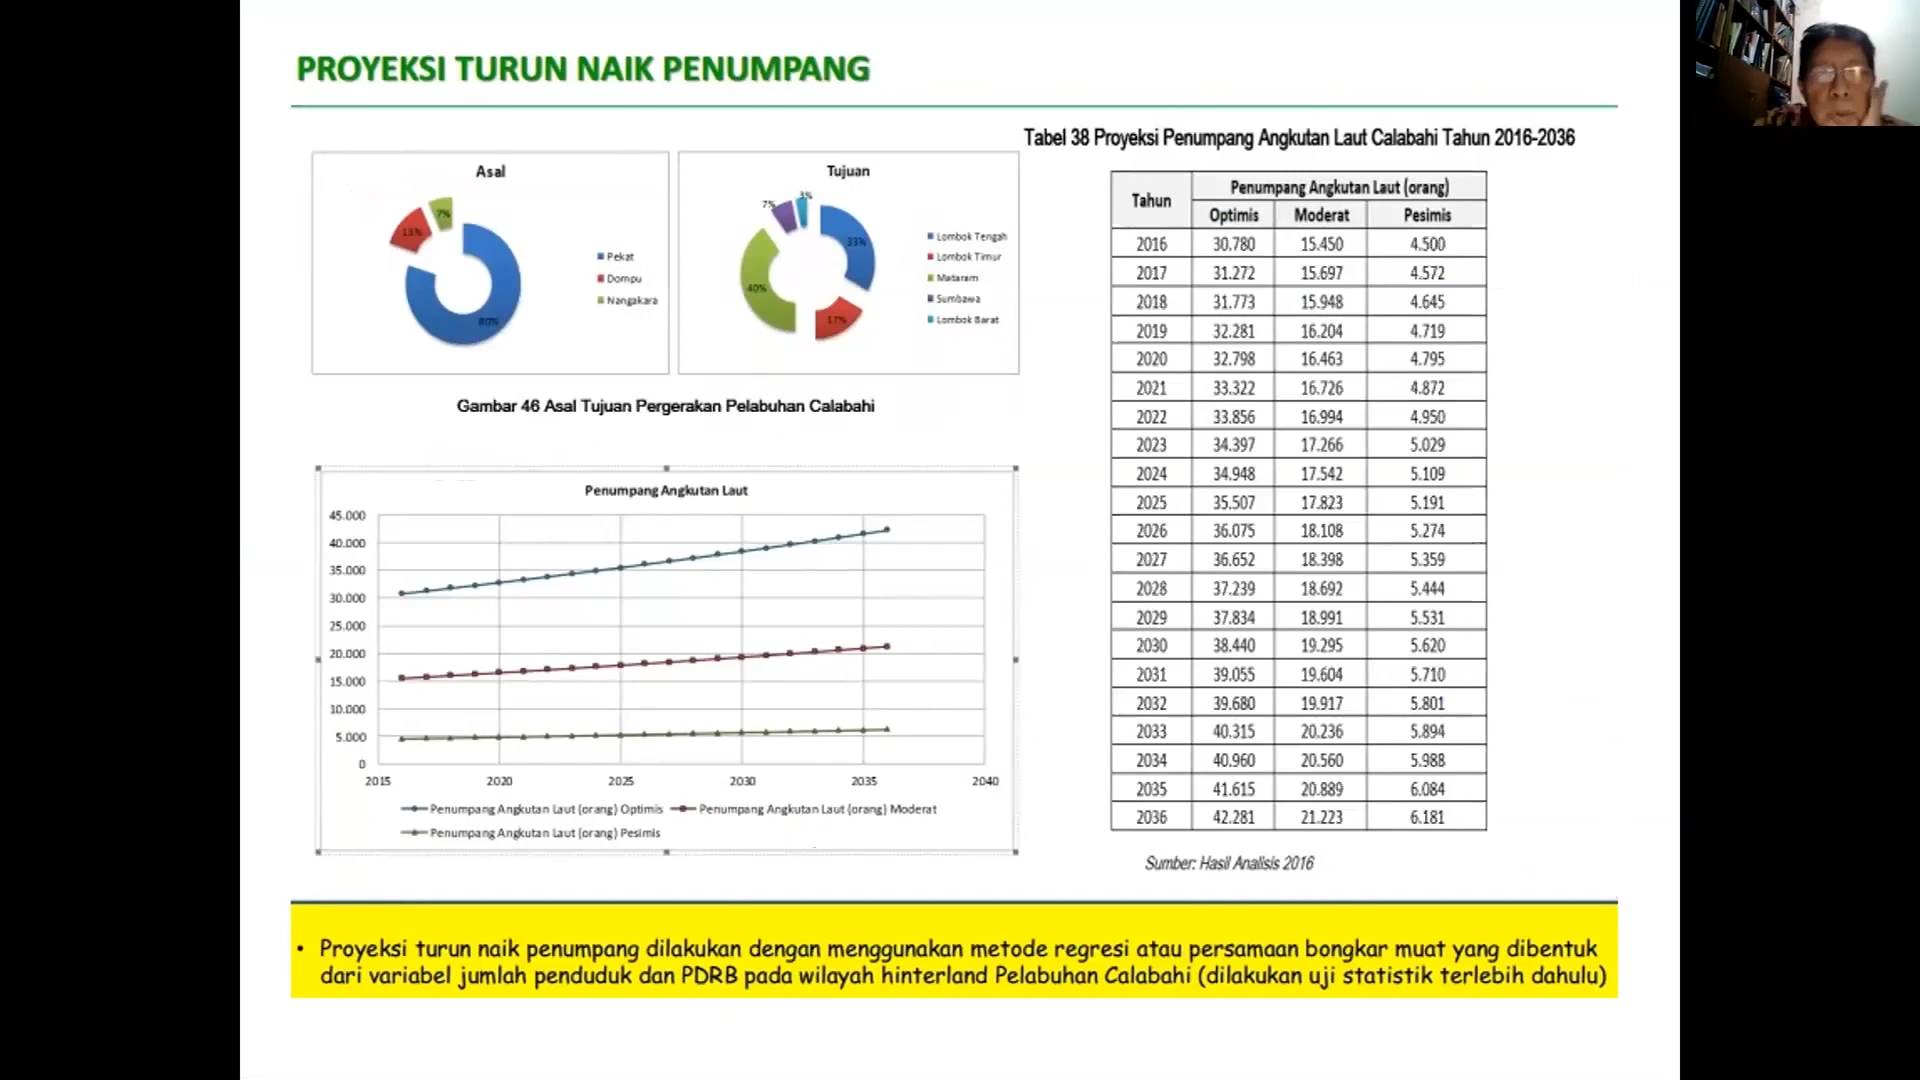 PROYEKSI TURUN NAIK PENUMPANG
Asal
7%
13%
80%
Pekat
Dompu
Nangakara
Tujuan
3%
7%
33%
40%
17%
Lombok Tengah
Lombok Timur
Mataram
Sumbawa
Lombok Barat
Gambar 46 Asal Tujuan Pergerakan Pelabuhan Calabahi
Penumpang Angkutan Laut
45.000
40.000
35.000
30.000
25.000
20.000
15.000
10.000
5.000
0
2015 2020 2025 2030 2035 2040
Penumpang Angkutan Laut (orang) Optimis Penumpang Angkutan Laut (orang) Moderat
Penumpang Angkutan Laut (orang) Pesimis
Tabel 38 Proyeksi Penumpang Angkutan Laut Calabahi Tahun 2016-2036
Tahun Penumpang Angkutan Laut (orang)
Optimis Moderat Pesimis
2016 30.780 15.450 4.500
2017 31.272 15.697 4.572
2018 31.773 15.948 4.645
2019 32.281 16.204 4.719
2020 32.798 16.463 4.795
2021 33.322 16.726 4.872
2022 33.856 16.994 4.950
2023 34.397 17.266 5.029
2024 34.948 17.542 5.109
2025 35.507 17.823 5.191
2026 36.075 18.108 5.274
2027 36.652 18.398 5.359
2028 37.239 18.692 5.444
2029 37.834 18.991 5.531
2030 38.440 19.295 5.620
2031 39.055 19.604 5.710
2032 39.680 19.917 5.801
2033 40.315 20.236 5.894
2034 40.960 20.560 5.988
2035 41.615 20.889 6.084
2036 42.281 21.223 6.181
Sumber: Hasil Analisis 2016
• Proyeksi turun naik penumpang dilakukan dengan menggunakan metode regresi atau persamaan bongkar muat yang dibentuk
dari variabel jumlah penduduk dan PDRB pada wilayah hinterland Pelabuhan Calabahi (dilakukan uji statistik terlebih dahulu)